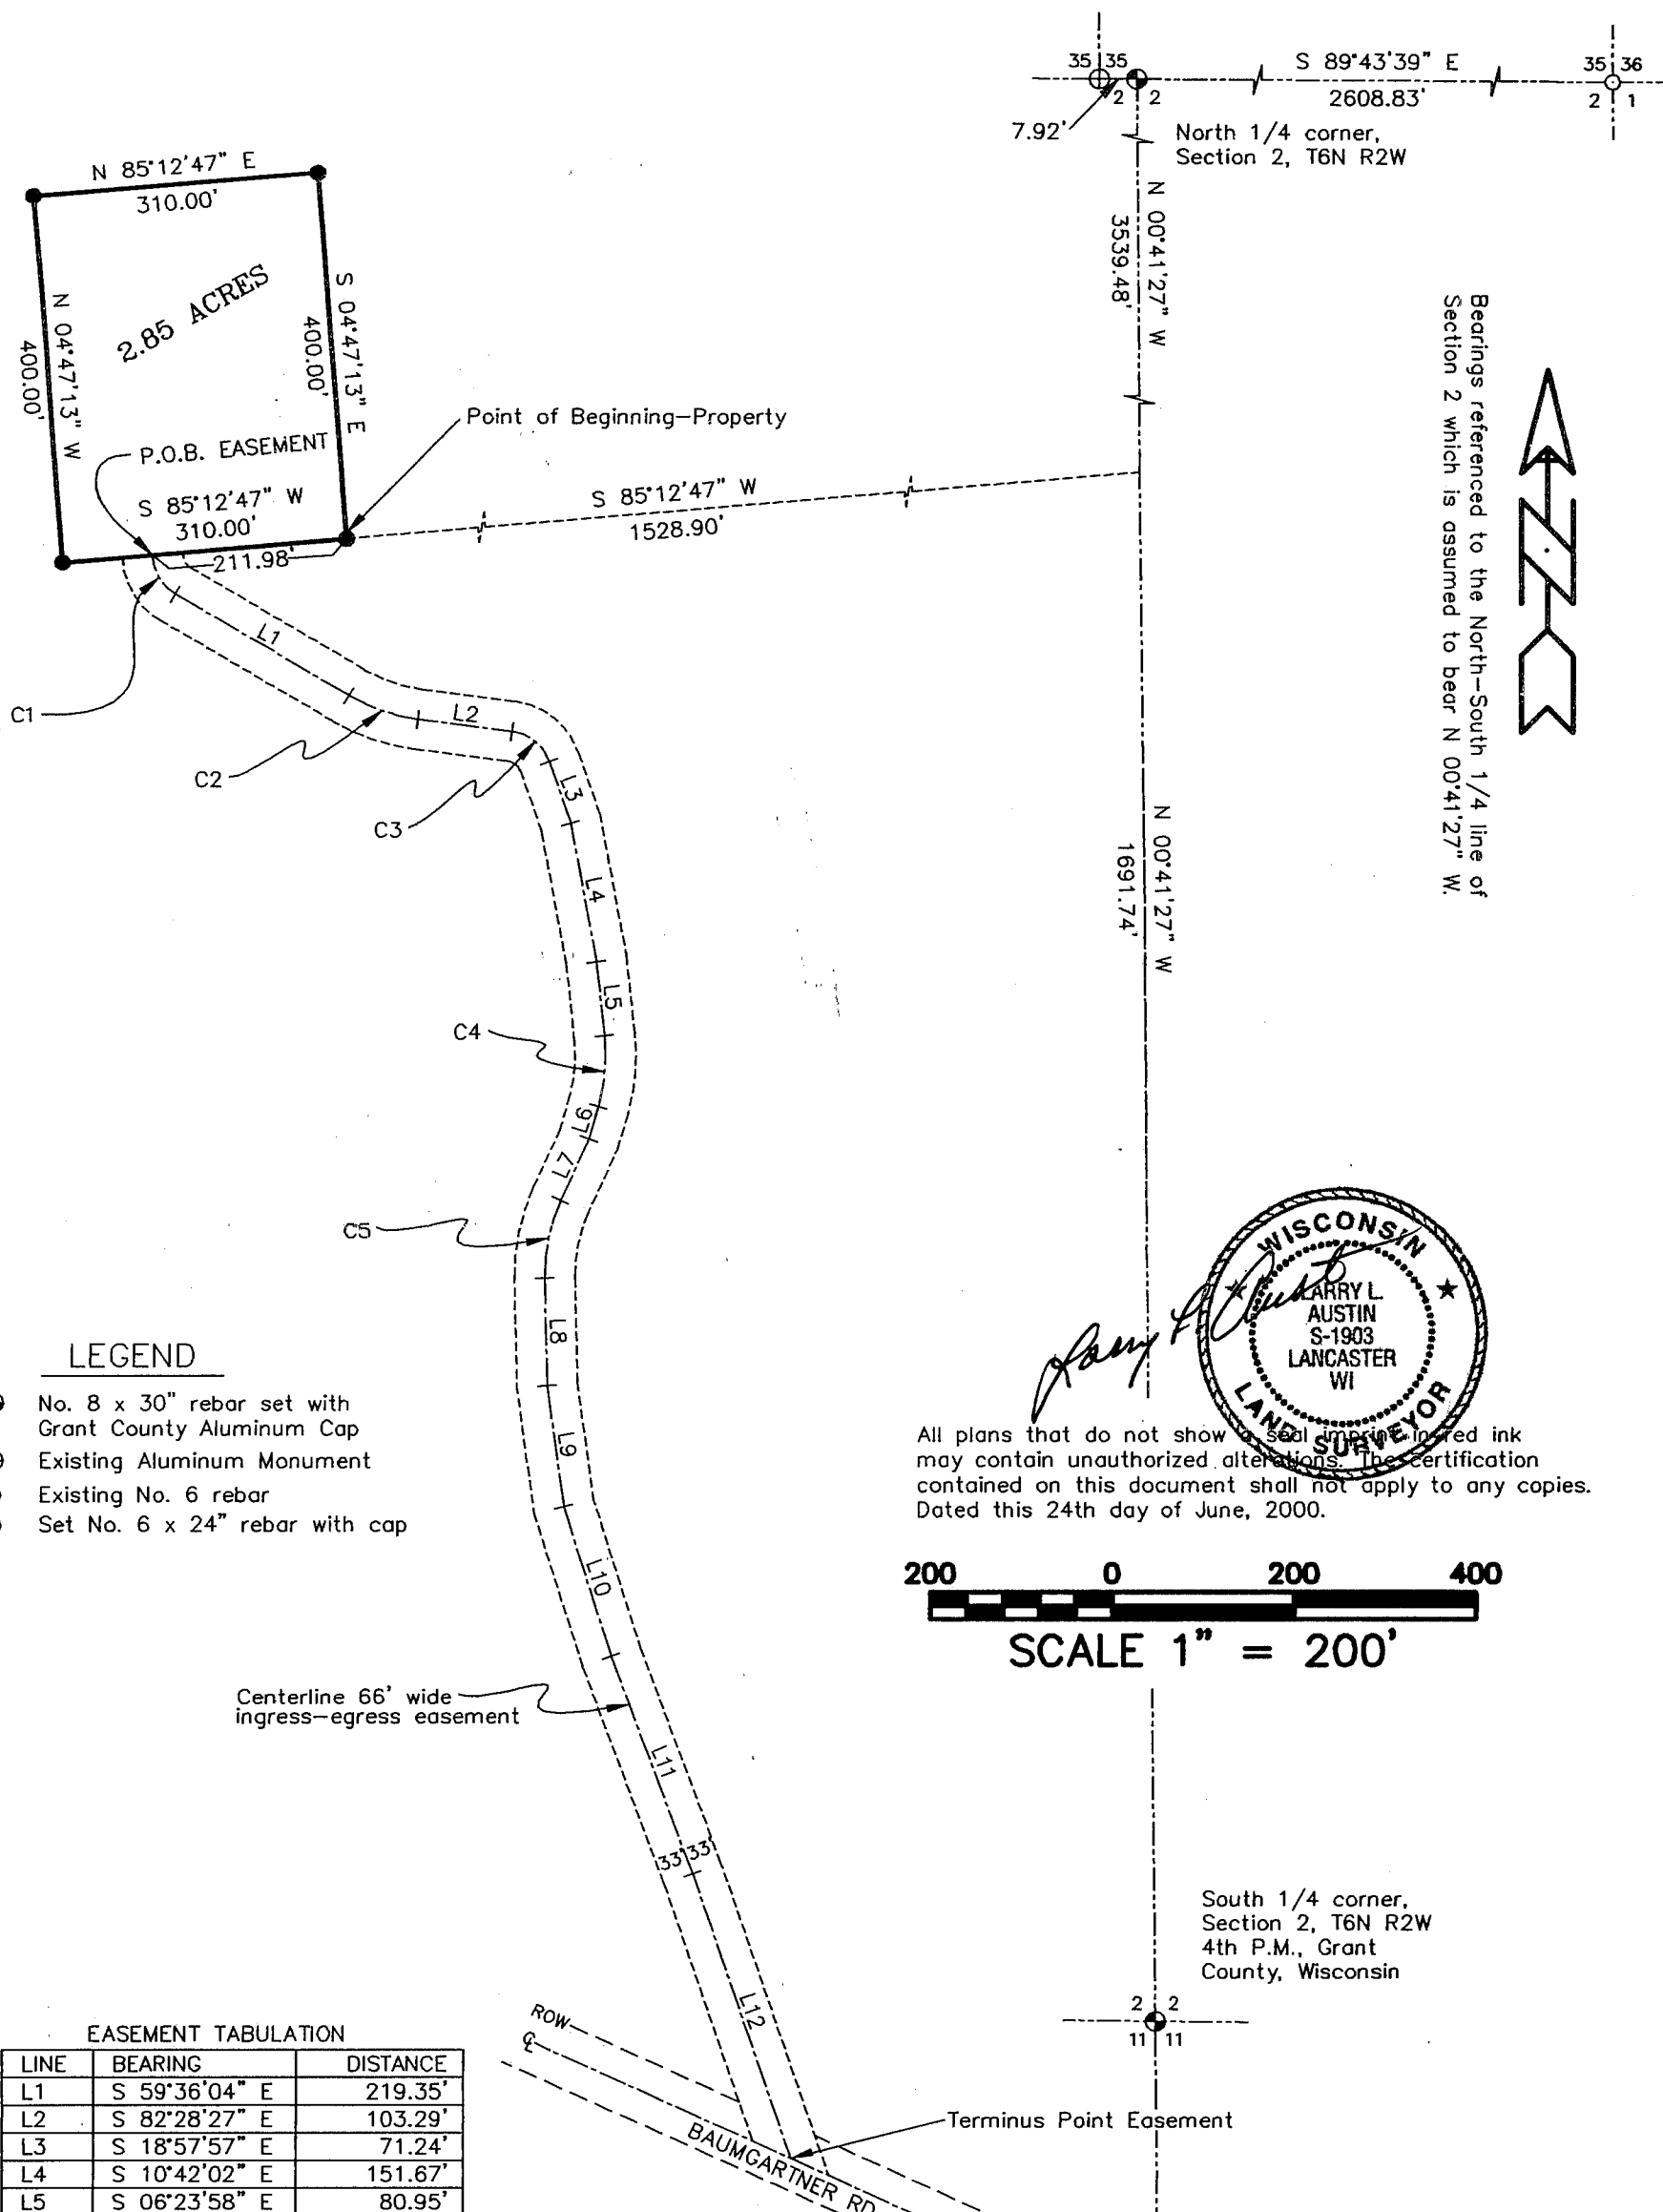 35 35
2 2
7.92'
S 89°43'39" E
2608.83'
35 36
2 1
North 1/4 corner,
Section 2, T6N R2W
N 00°41'27" W
3539.48'
N 85°12'47" E
310.00'
2.85 ACRES
S 04°47'13" E
400.00'
N 04°47'13" W
400.00'
Point of Beginning-Property
P.O.B. EASEMENT
S 85°12'47" W
310.00'
211.98'
S 85°12'47" W
1528.90'
Bearings referenced to the North-South 1/4 line of
Section 2 which is assumed to bear N 00°41'27" W.
N
L1
C1
L2
C2
C3
L3
L4
N 00°41'27" W
1691.74'
L5
C4
L6
L7
C5
L8
L9
L10
L11
L12
WISCONSIN
LARRY L.
AUSTIN
S-1903
LANCASTER
WI
LAND SURVEYOR
Larry L. Austin
LEGEND
No. 8 x 30" rebar set with
Grant County Aluminum Cap
Existing Aluminum Monument
Existing No. 6 rebar
Set No. 6 x 24" rebar with cap
All plans that do not show a seal imprint in red ink
may contain unauthorized alterations. The certification
contained on this document shall not apply to any copies.
Dated this 24th day of June, 2000.
200 0 200 400
SCALE 1" = 200'
Centerline 66' wide
ingress-egress easement
33' 33'
South 1/4 corner,
Section 2, T6N R2W
4th P.M., Grant
County, Wisconsin
2 2
11 11
ROW
℄
BAUMGARTNER RD
Terminus Point Easement
EASEMENT TABULATION
LINE BEARING DISTANCE
L1 S 59°36'04" E 219.35'
L2 S 82°28'27" E 103.29'
L3 S 18°57'57" E 71.24'
L4 S 10°42'02" E 151.67'
L5 S 06°23'58" E 80.95'